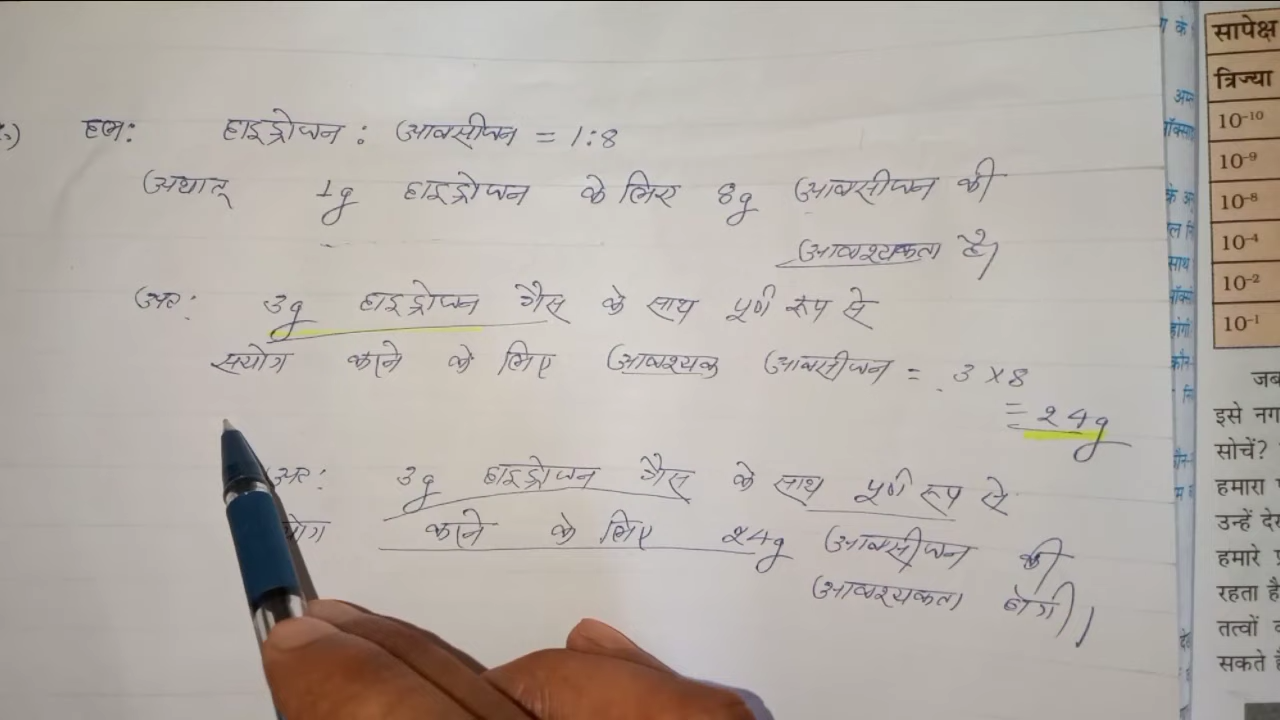 हल: हाइड्रोजन : आक्सीजन = 1:8
अथात् 1g हाइड्रोजन के लिए 8g आक्सीजन की
आवश्यकता है।
अत: 3g हाइड्रोजन गैस के साथ पूर्ण रूप से
सयोग करने के लिए आवश्यक आक्सीजन = 3 x 8
= 24g
अत: 3g हाइड्रोजन गैस के साथ पूर्ण रूप से
योग करने के लिए 24g आक्सीजन की
आवश्यकता होगी।
सापेक्ष
त्रिज्या
10⁻¹⁰
10⁻⁹
10⁻⁸
10⁻⁴
10⁻²
10⁻¹
जब
इसे नग
सोचें?
हमारा
उन्हें दे
हमारे
रहता है
तत्वों
सकते